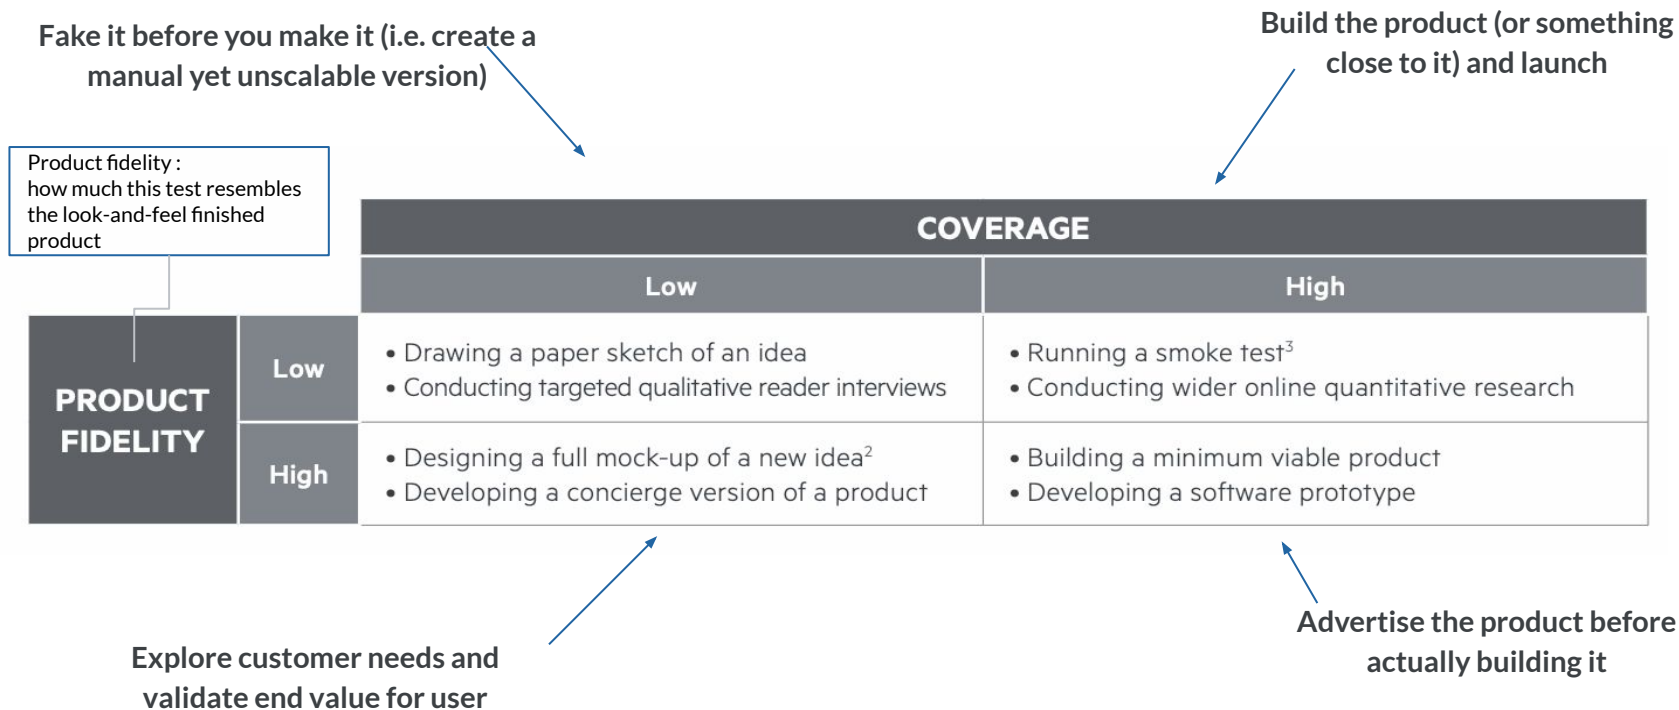 Fake it before you make it (i.e. create a
manual yet unscalable version)
Build the product (or something
close to it) and launch
Product fidelity :
how much this test resembles
the look-and-feel finished
product
COVERAGE
Low
High
PRODUCT
FIDELITY
Low
• Drawing a paper sketch of an idea
• Conducting targeted qualitative reader interviews
• Running a smoke test³
• Conducting wider online quantitative research
High
• Designing a full mock-up of a new idea²
• Developing a concierge version of a product
• Building a minimum viable product
• Developing a software prototype
Explore customer needs and
validate end value for user
Advertise the product before
actually building it